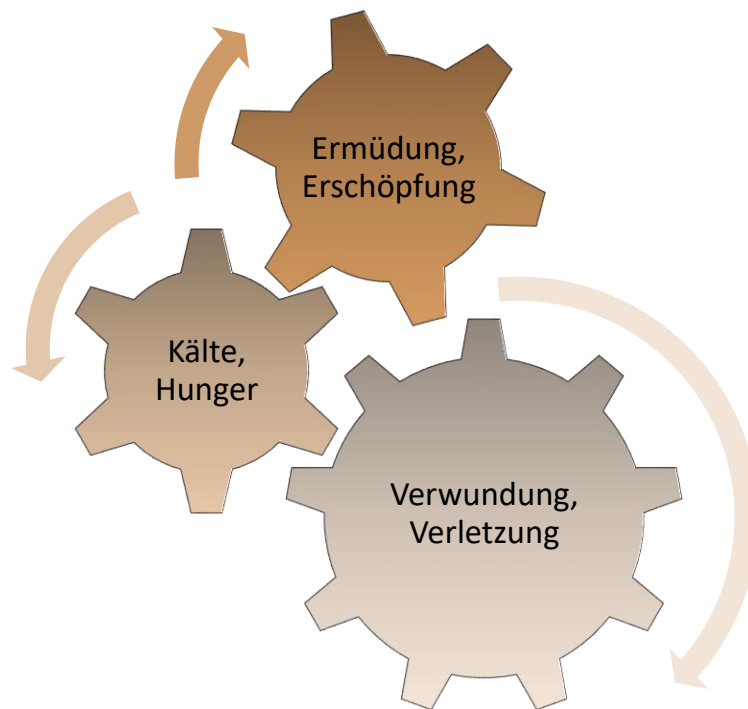 Ermüdung,
Erschöpfung
Kälte,
Hunger
Verwundung,
Verletzung